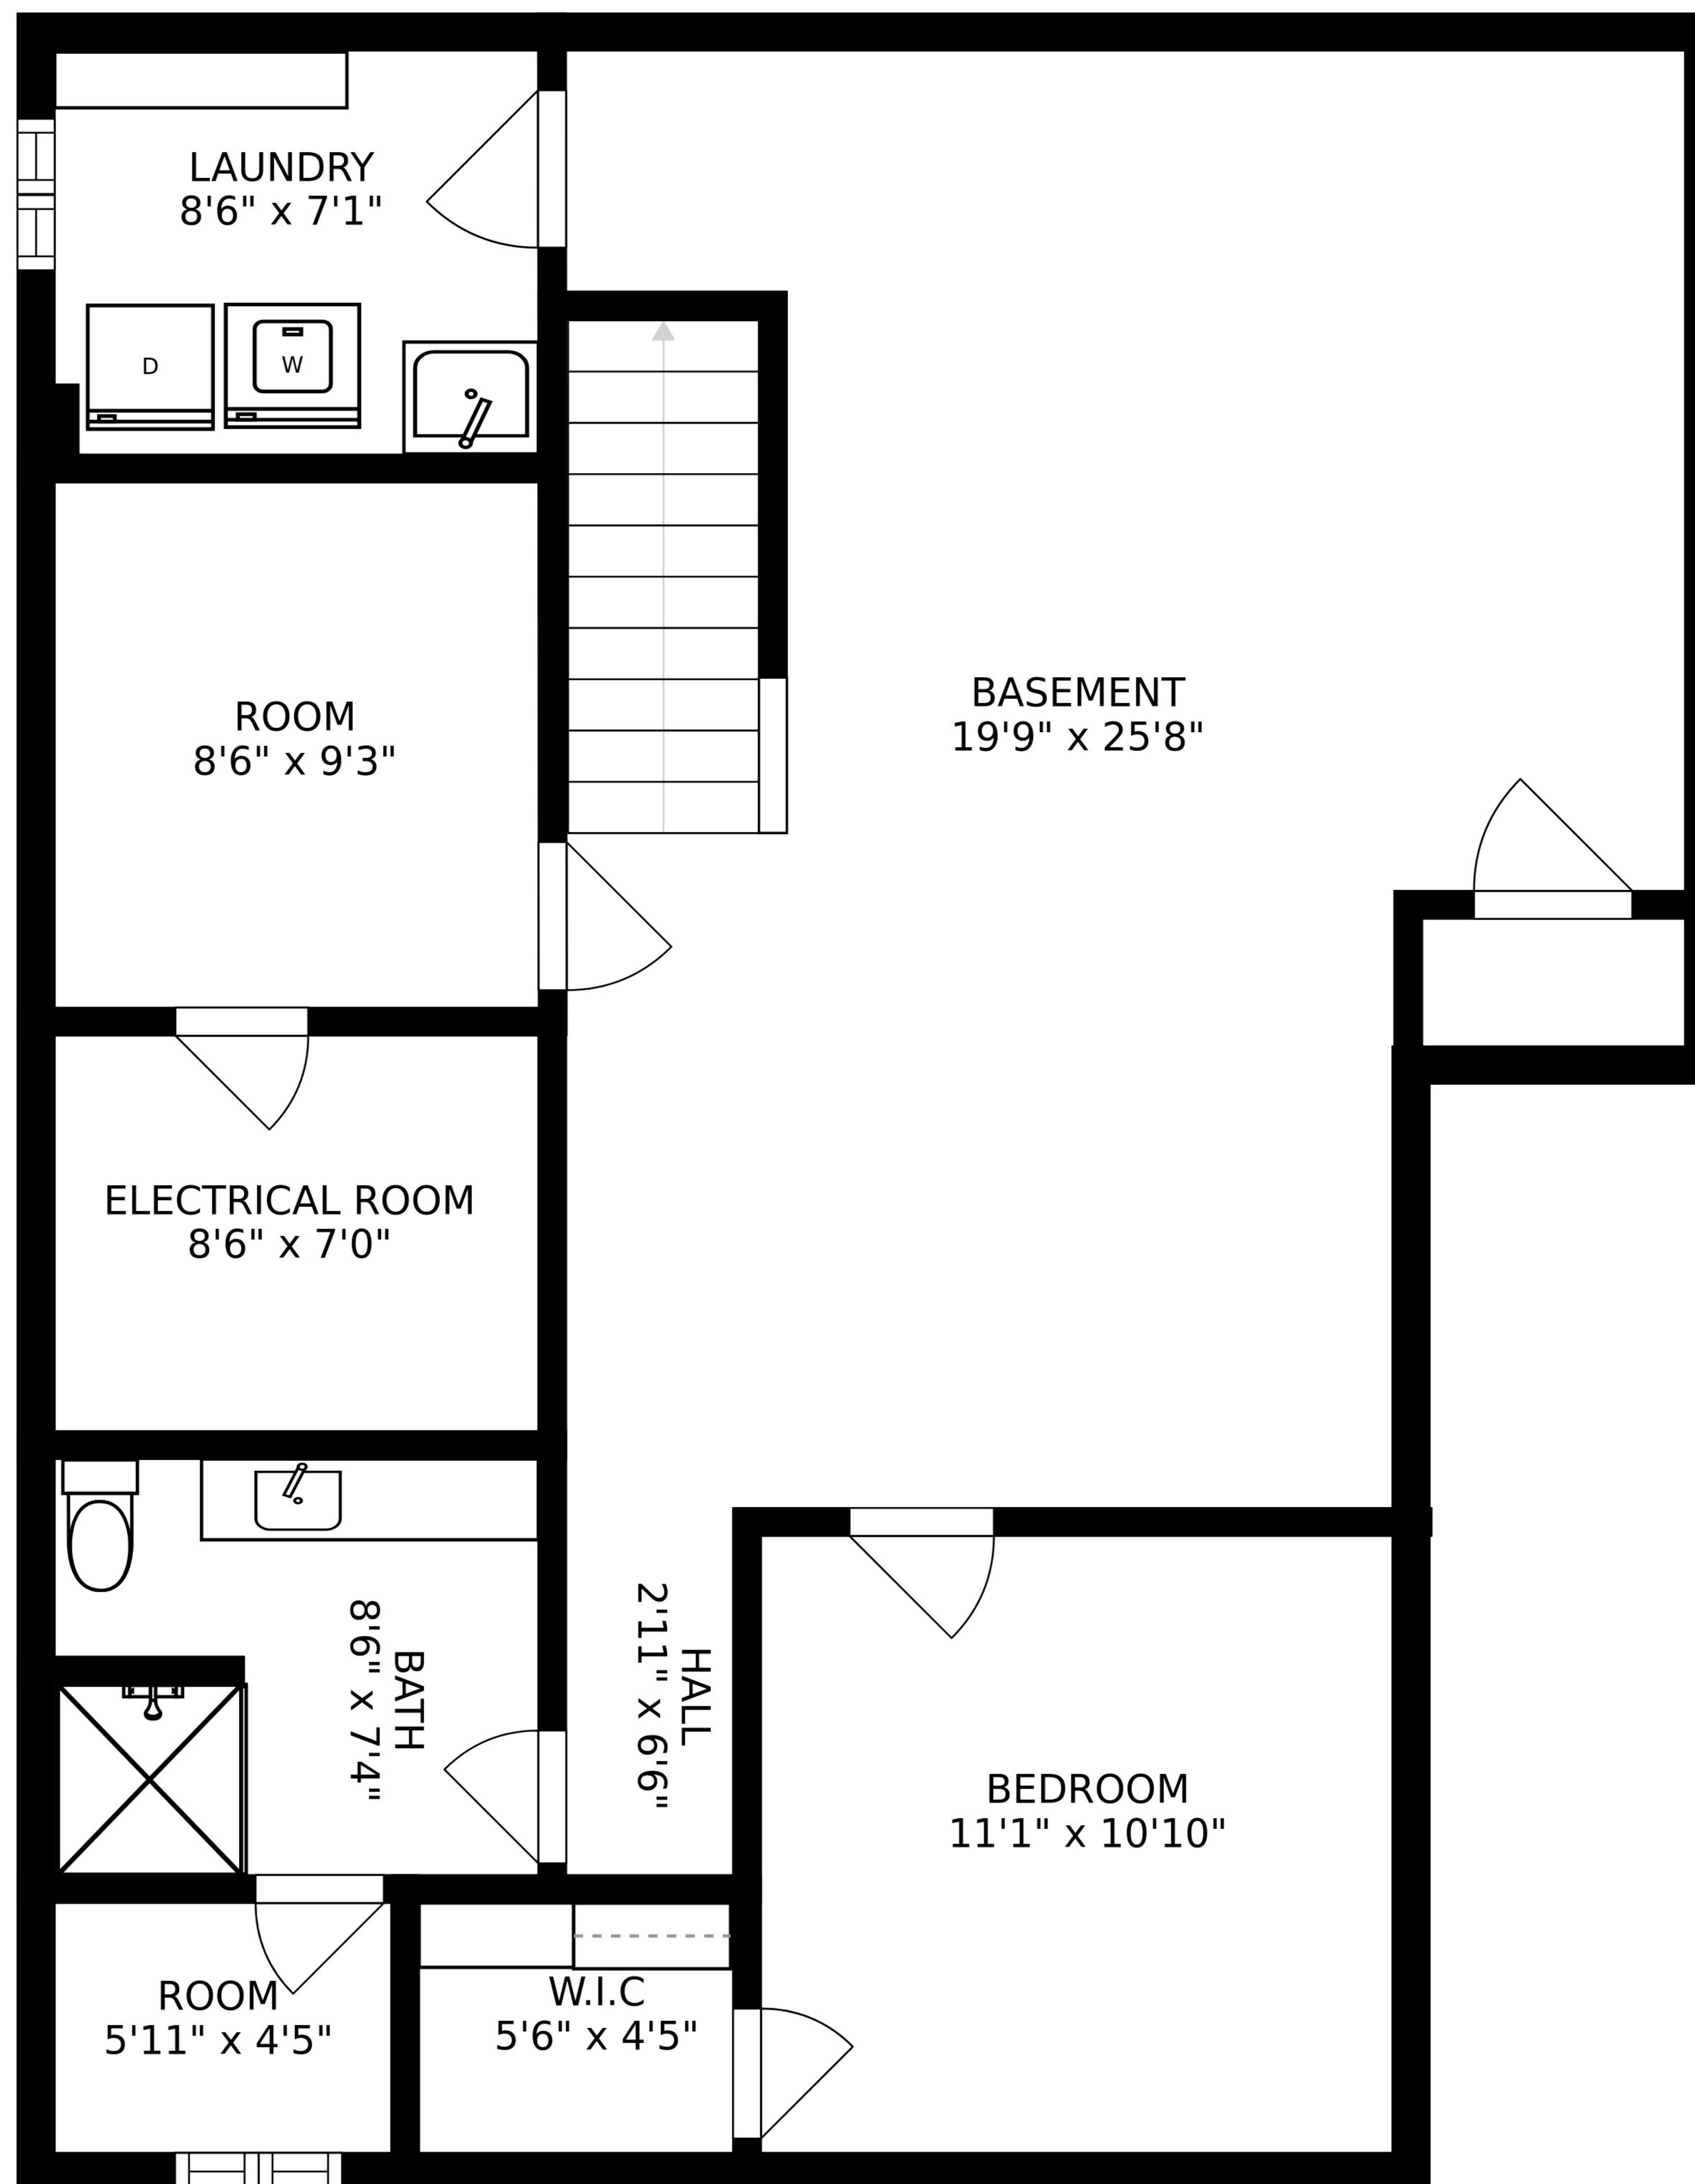 LAUNDRY
8'6" x 7'1"
D
W
ROOM
8'6" x 9'3"
BASEMENT
19'9" x 25'8"
ELECTRICAL ROOM
8'6" x 7'0"
BATH
8'6" x 7'4"
HALL
2'11" x 6'6"
BEDROOM
11'1" x 10'10"
ROOM
5'11" x 4'5"
W.I.C
5'6" x 4'5"